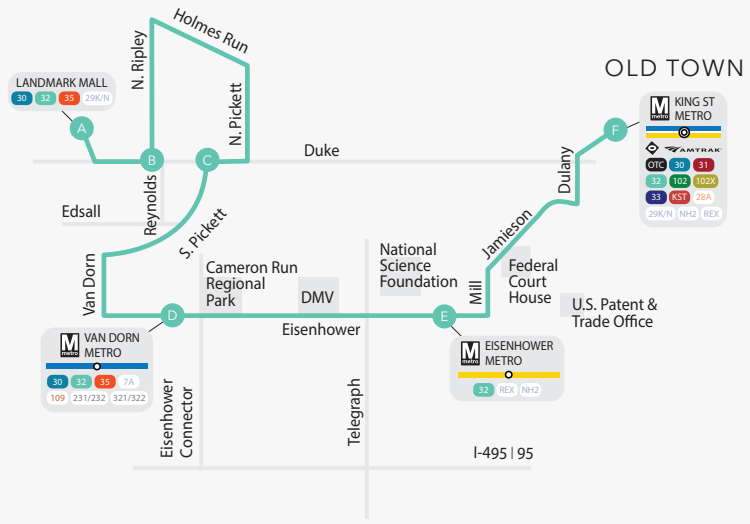 Holmes Run
N. Ripley
OLD TOWN
LANDMARK MALL
30 32 35 29K/N
A
N. Pickett
M
metro
KING ST
METRO
F
B
C
Duke
AMTRAK
OTC 30 31
32 102 102X
33 KST 28A
29K/N NH2 REX
Dulany
Reynolds
Edsall
S. Pickett
Jamieson
Van Dorn
Cameron Run
Regional
Park
DMV
National
Science
Foundation
Mill
Federal
Court
House
U.S. Patent &
Trade Office
D
E
Eisenhower
M
metro
VAN DORN
METRO
30 32 35 7A
109 231/232 321/322
M
metro
EISENHOWER
METRO
32 REX NH2
Eisenhower
Connector
Telegraph
I-495 | 95